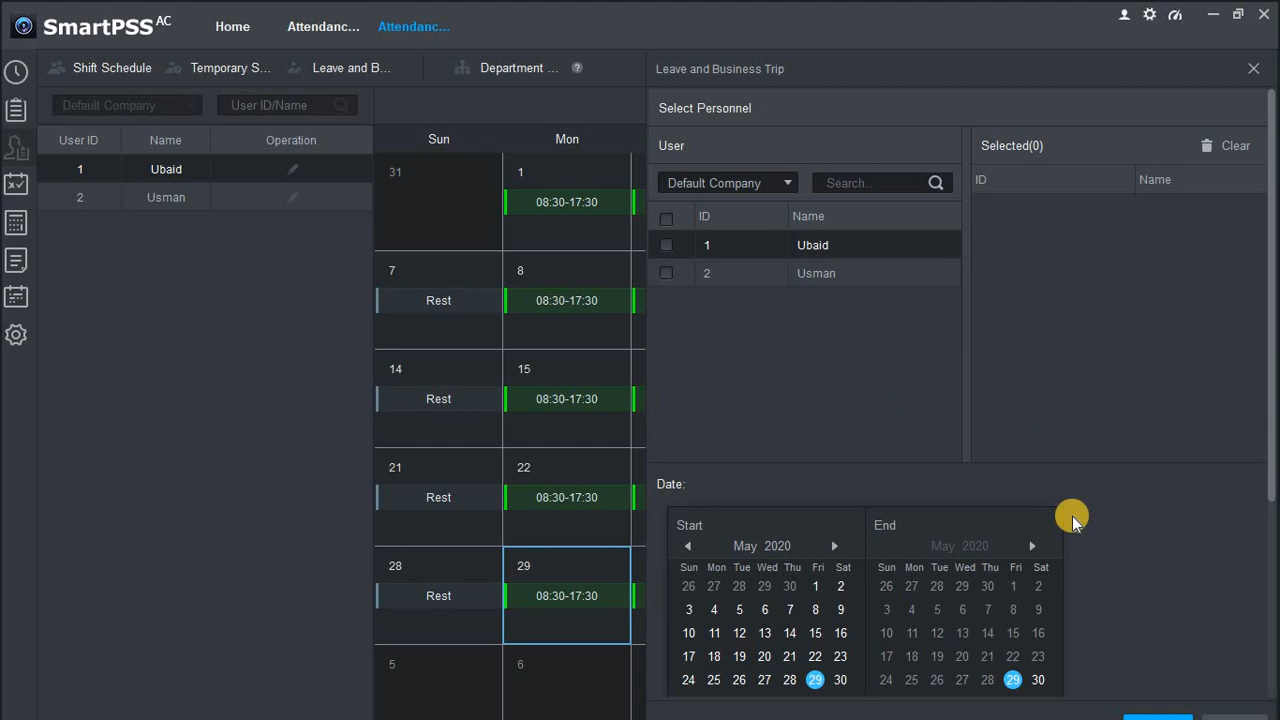 SmartPSS AC
Home
Attendanc...
Attendanc...
Shift Schedule
Temporary S...
Leave and B...
Department ...
?
Default Company
User ID/Name
User ID Name Operation
1 Ubaid
2 Usman
Sun Mon
31 1
08:30-17:30
7 8
Rest 08:30-17:30
14 15
Rest 08:30-17:30
21 22
Rest 08:30-17:30
28 29
Rest 08:30-17:30
5 6
Leave and Business Trip
Select Personnel
User
Default Company
Search...
ID Name
1 Ubaid
2 Usman
Selected(0)
Clear
ID Name
Date:
Start
May 2020
Sun Mon Tue Wed Thu Fri Sat
26 27 28 29 30 1 2
3 4 5 6 7 8 9
10 11 12 13 14 15 16
17 18 19 20 21 22 23
24 25 26 27 28 29 30
End
May 2020
Sun Mon Tue Wed Thu Fri Sat
26 27 28 29 30 1 2
3 4 5 6 7 8 9
10 11 12 13 14 15 16
17 18 19 20 21 22 23
24 25 26 27 28 29 30